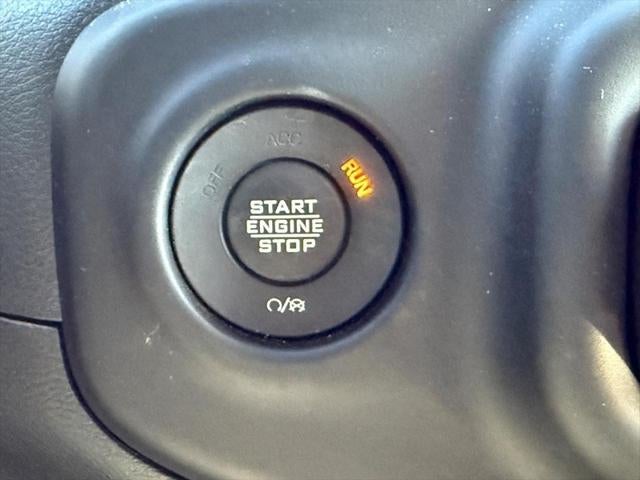 ACC
OFF
RUN
START
ENGINE
STOP